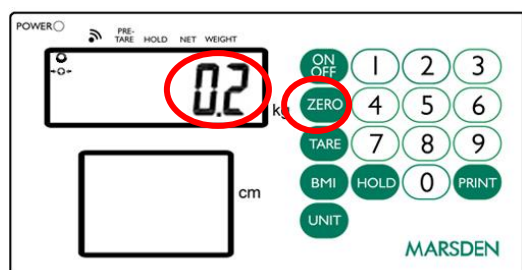 POWER
PRE-TARE HOLD NET WEIGHT
0.2 kg
cm
ON OFF 1 2 3
ZERO 4 5 6
TARE 7 8 9
BMI HOLD 0 PRINT
UNIT
MARSDEN